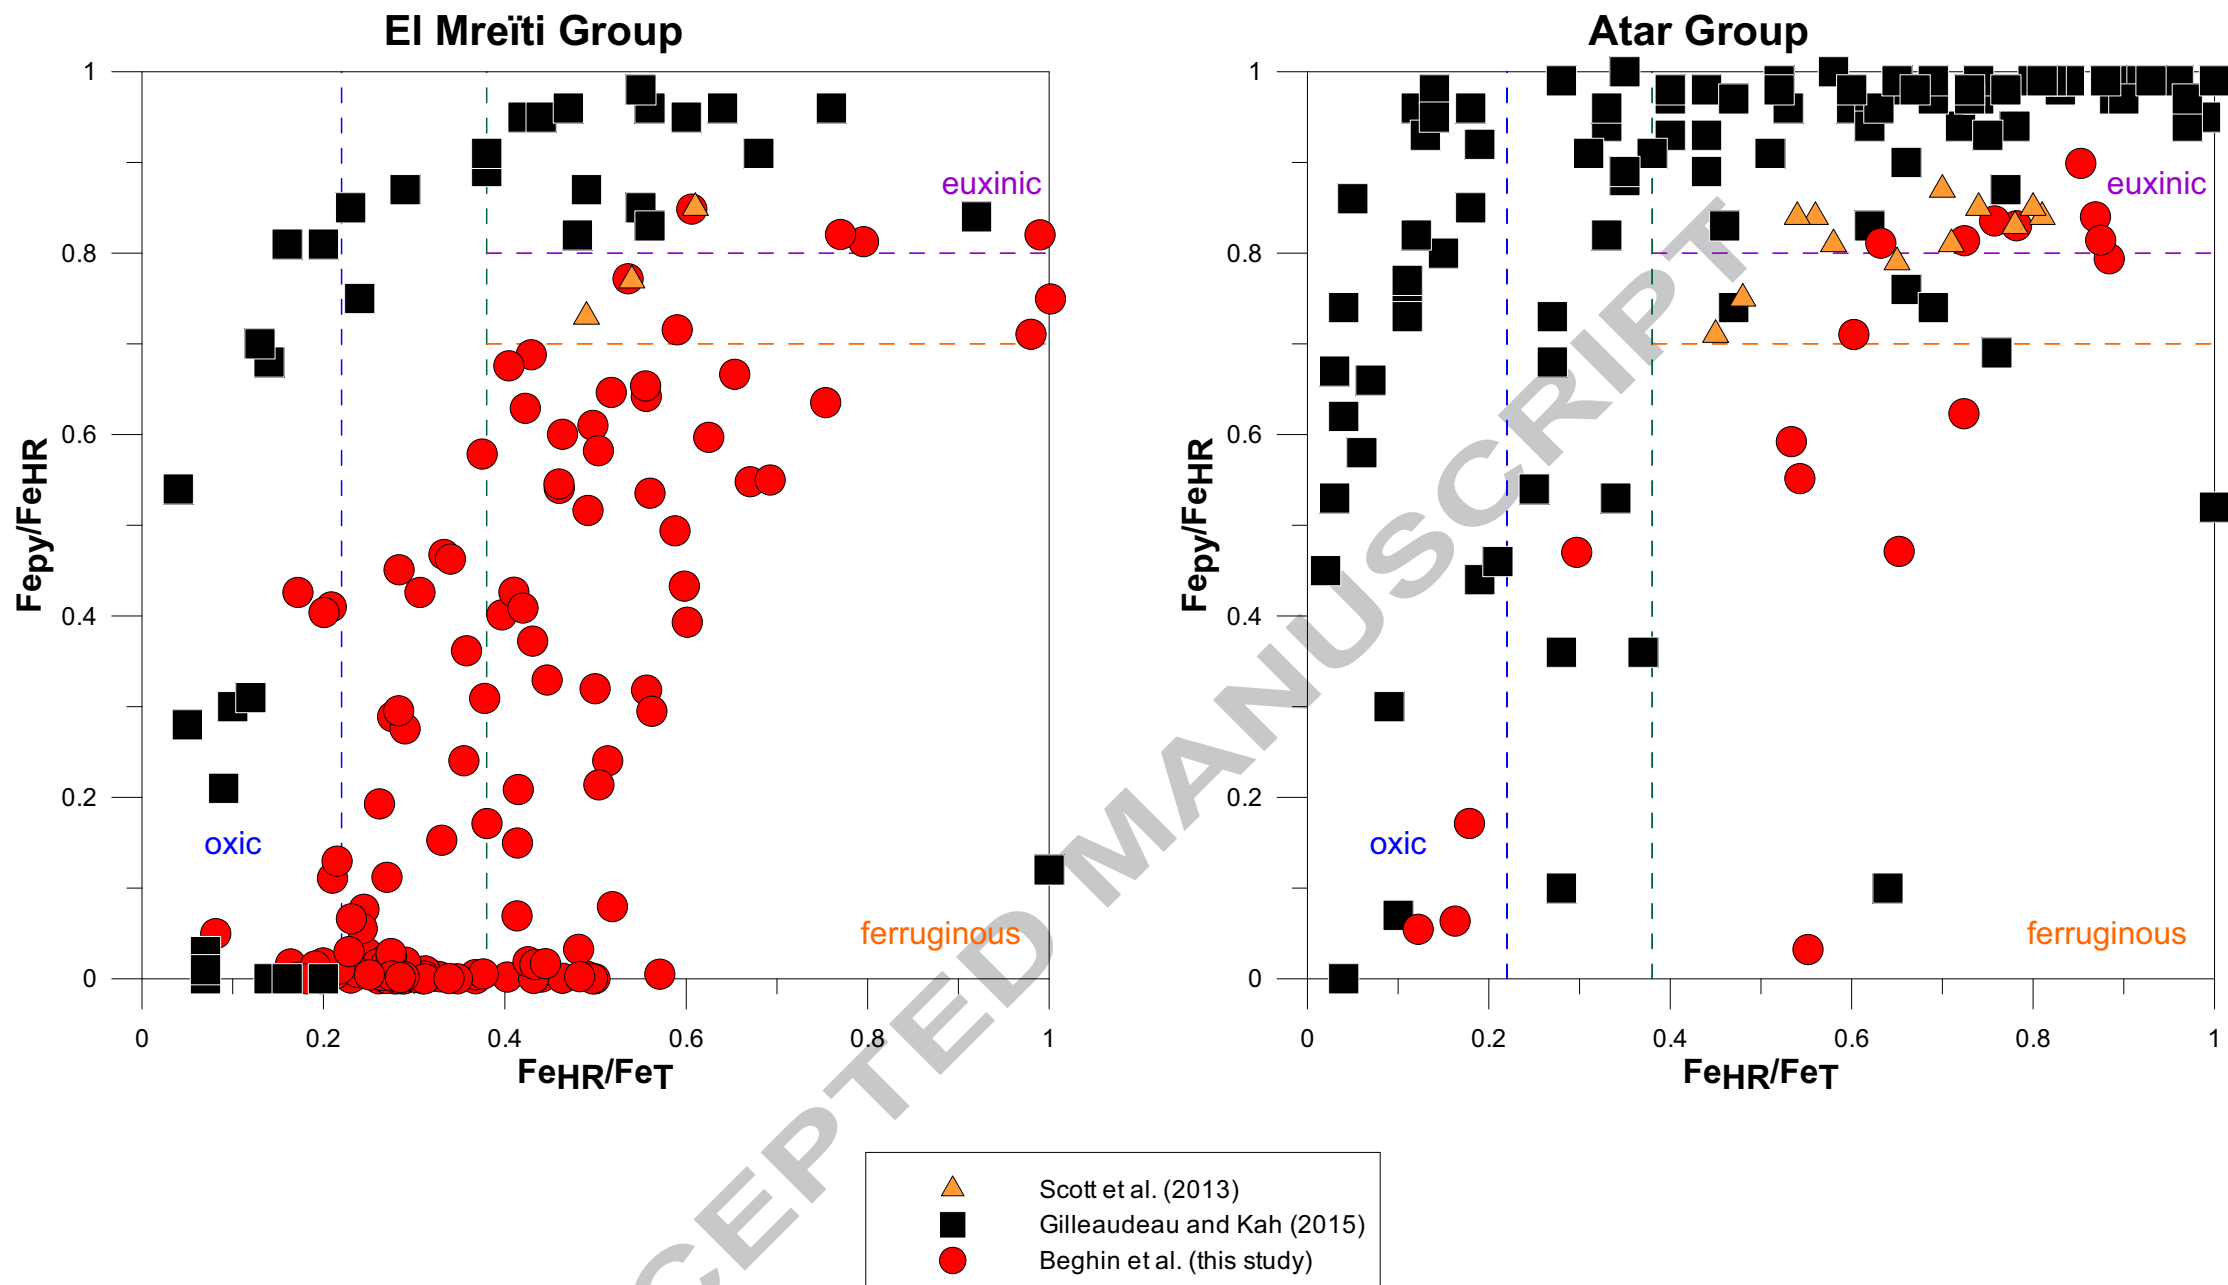 El Mreïti Group
Atar Group
1
0.8
0.6
0.4
0.2
0
FePy/FeHR
euxinic
oxic
ferruginous
0
0.2
0.4
0.6
0.8
1
FeHR/FeT
1
0.8
0.6
0.4
0.2
0
FePy/FeHR
euxinic
oxic
ferruginous
0
0.2
0.4
0.6
0.8
1
FeHR/FeT
CEPTED MANUSCRIPT
Scott et al. (2013)
Gilleaudeau and Kah (2015)
Beghin et al. (this study)